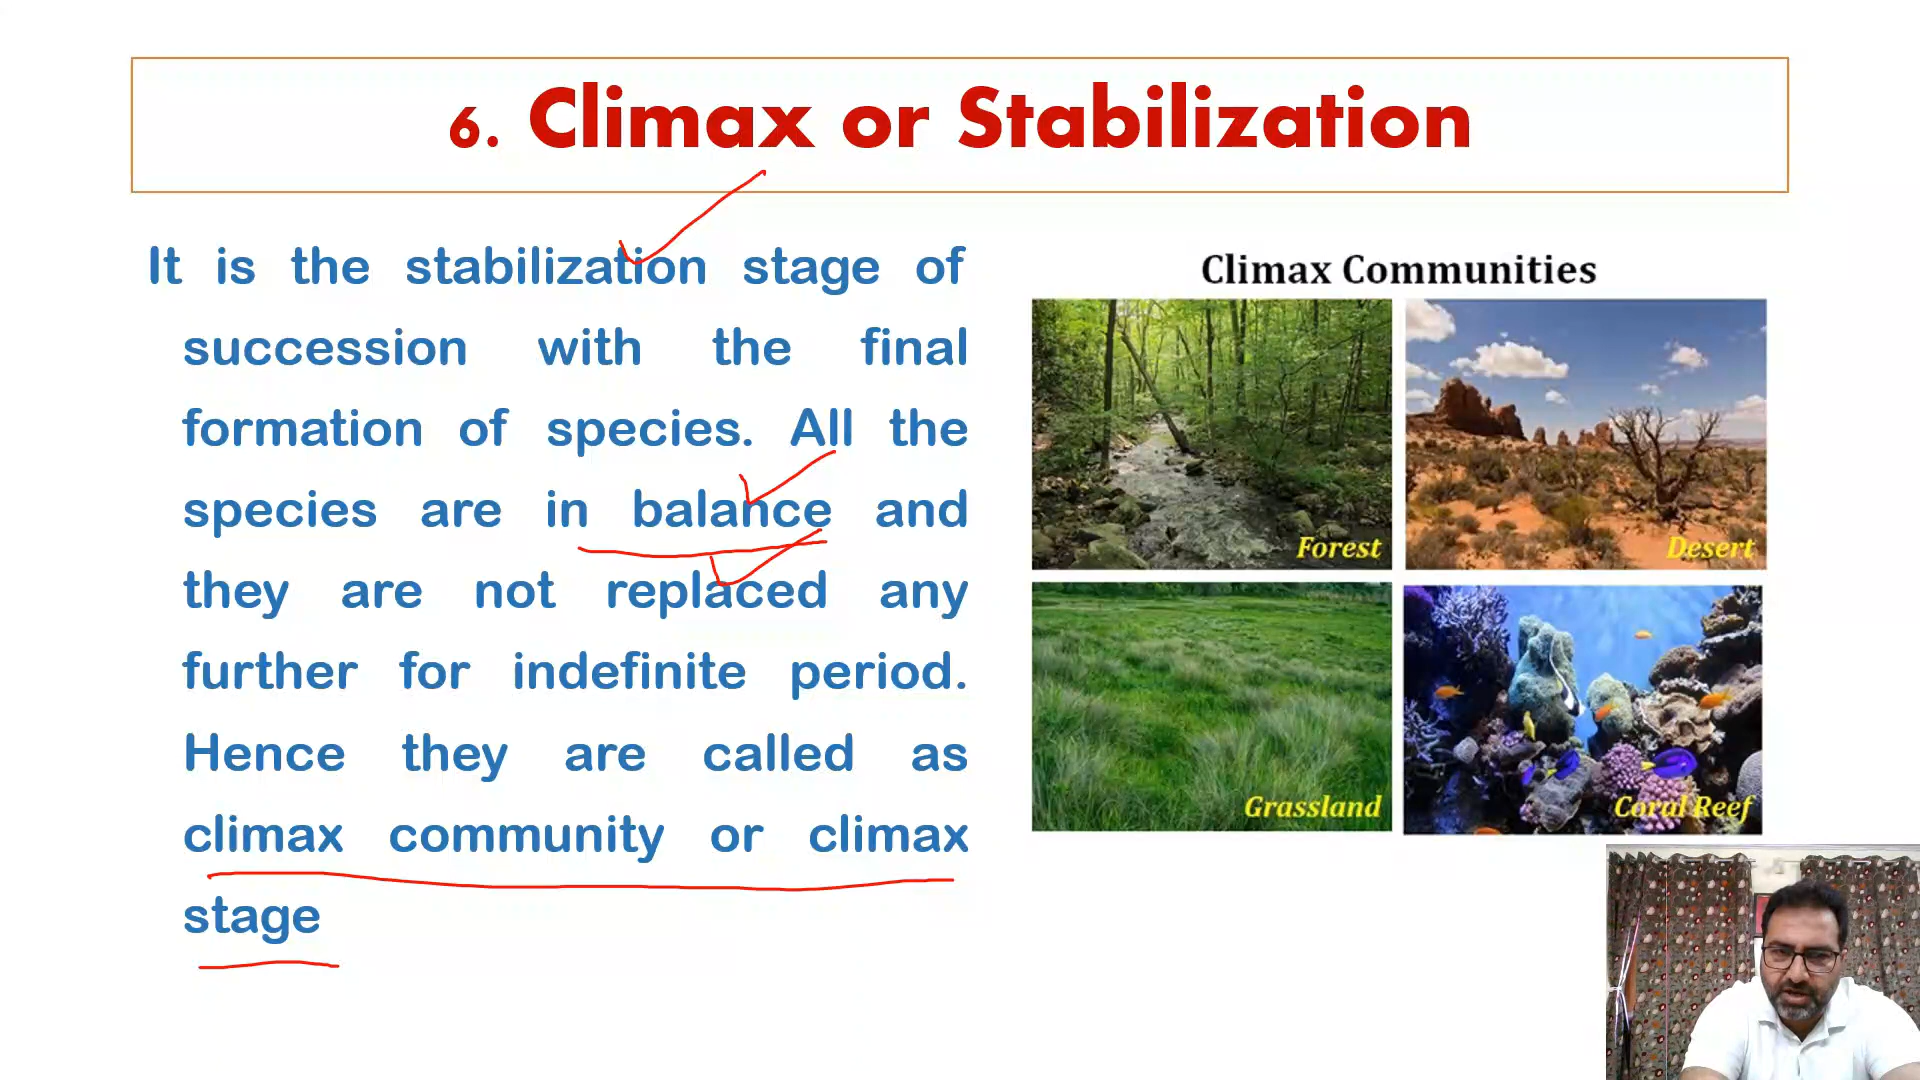 6. Climax or Stabilization
It is the stabilization stage of
succession with the final
formation of species. All the
species are in balance and
they are not replaced any
further for indefinite period.
Hence they are called as
climax community or climax
stage
Climax Communities
Forest
Desert
Grassland
Coral Reef